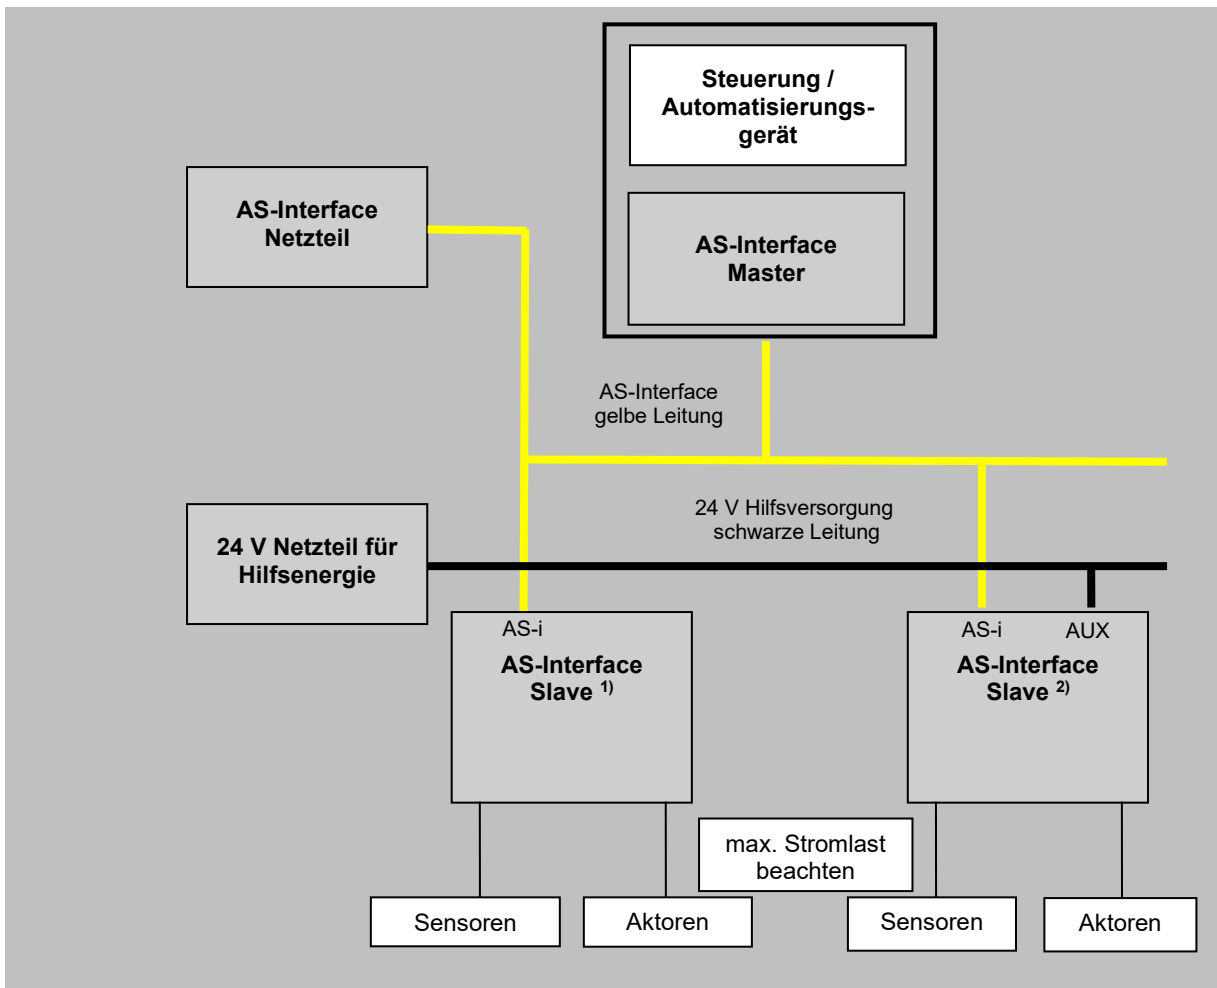 Steuerung /
Automatisierungs-
gerät
AS-Interface
Netzteil
AS-Interface
Master
AS-Interface
gelbe Leitung
24 V Hilfsversorgung
schwarze Leitung
24 V Netzteil für
Hilfsenergie
AS-i
AS-Interface
Slave 1)
AS-i AUX
AS-Interface
Slave 2)
max. Stromlast
beachten
Sensoren
Aktoren
Sensoren
Aktoren